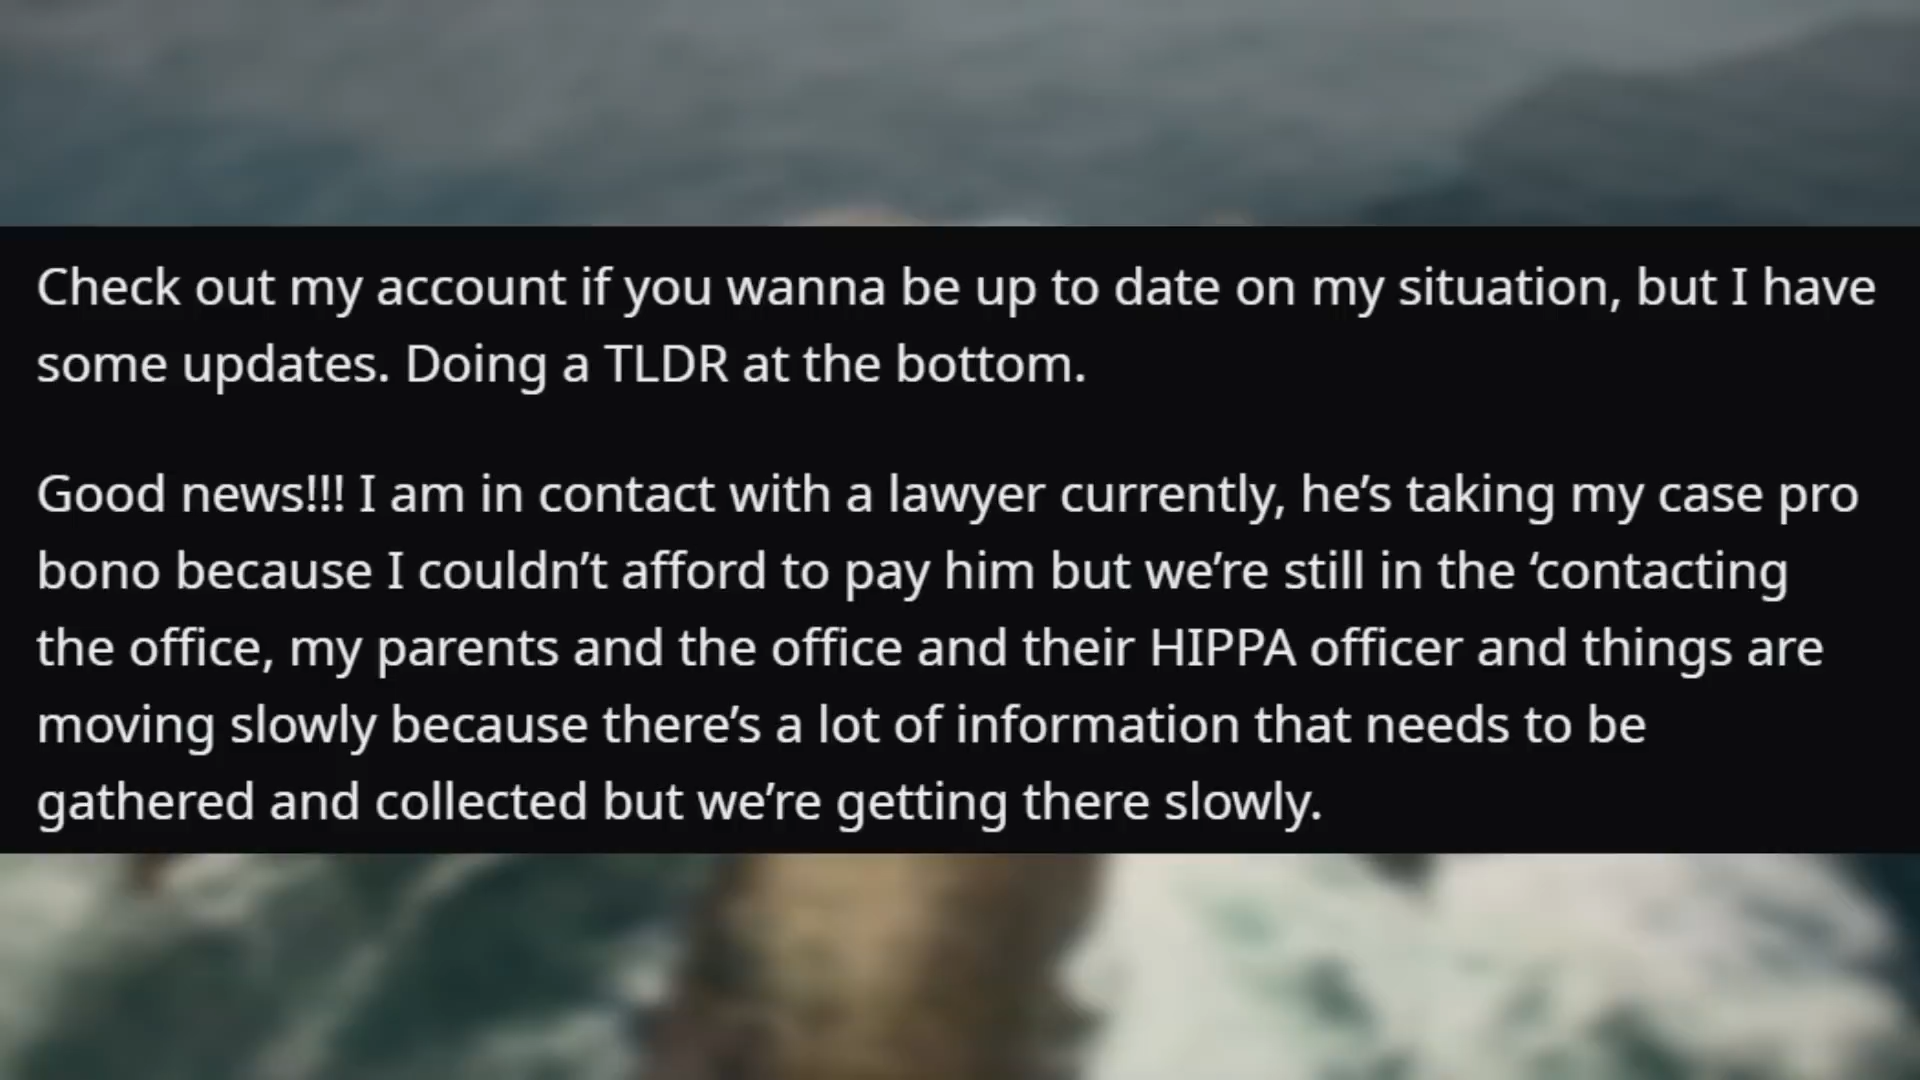 Check out my account if you wanna be up to date on my situation, but I have
some updates. Doing a TLDR at the bottom.
Good news!!! I am in contact with a lawyer currently, he’s taking my case pro
bono because I couldn’t afford to pay him but we’re still in the ‘contacting
the office, my parents and the office and their HIPPA officer and things are
moving slowly because there’s a lot of information that needs to be
gathered and collected but we’re getting there slowly.